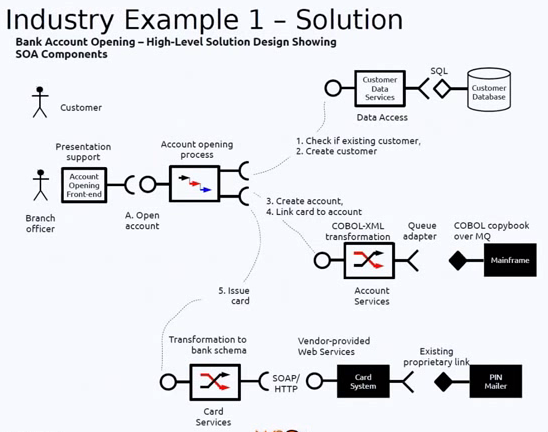 Industry Example 1 – Solution
Bank Account Opening – High-Level Solution Design Showing
SOA Components
Customer
Customer
Data
Services
Data Access
SQL
Customer
Database
1. Check if existing customer,
2. Create customer
Presentation
support
Account
Opening
Front-end
Branch
officer
A. Open
account
Account opening
process
3. Create account,
4. Link card to account
COBOL-XML
transformation
Account
Services
Queue
adapter
COBOL copybook
over MQ
Mainframe
5. Issue
card
Transformation to
bank schema
Card
Services
SOAP/
HTTP
Vendor-provided
Web Services
Card
System
Existing
proprietary link
PIN
Mailer